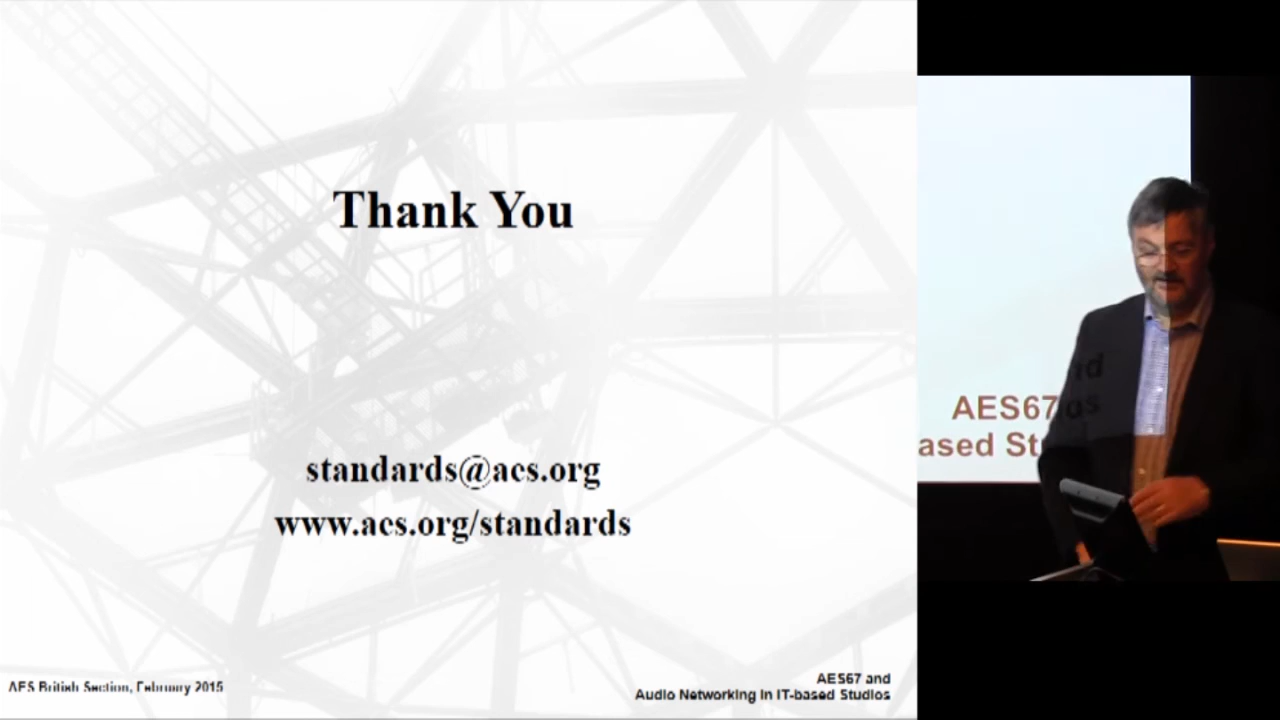 Thank You
standards@aes.org
www.aes.org/standards
AES British Section, February 2015
AES67 and
Audio Networking in IT-based Studios
AES67
ased St